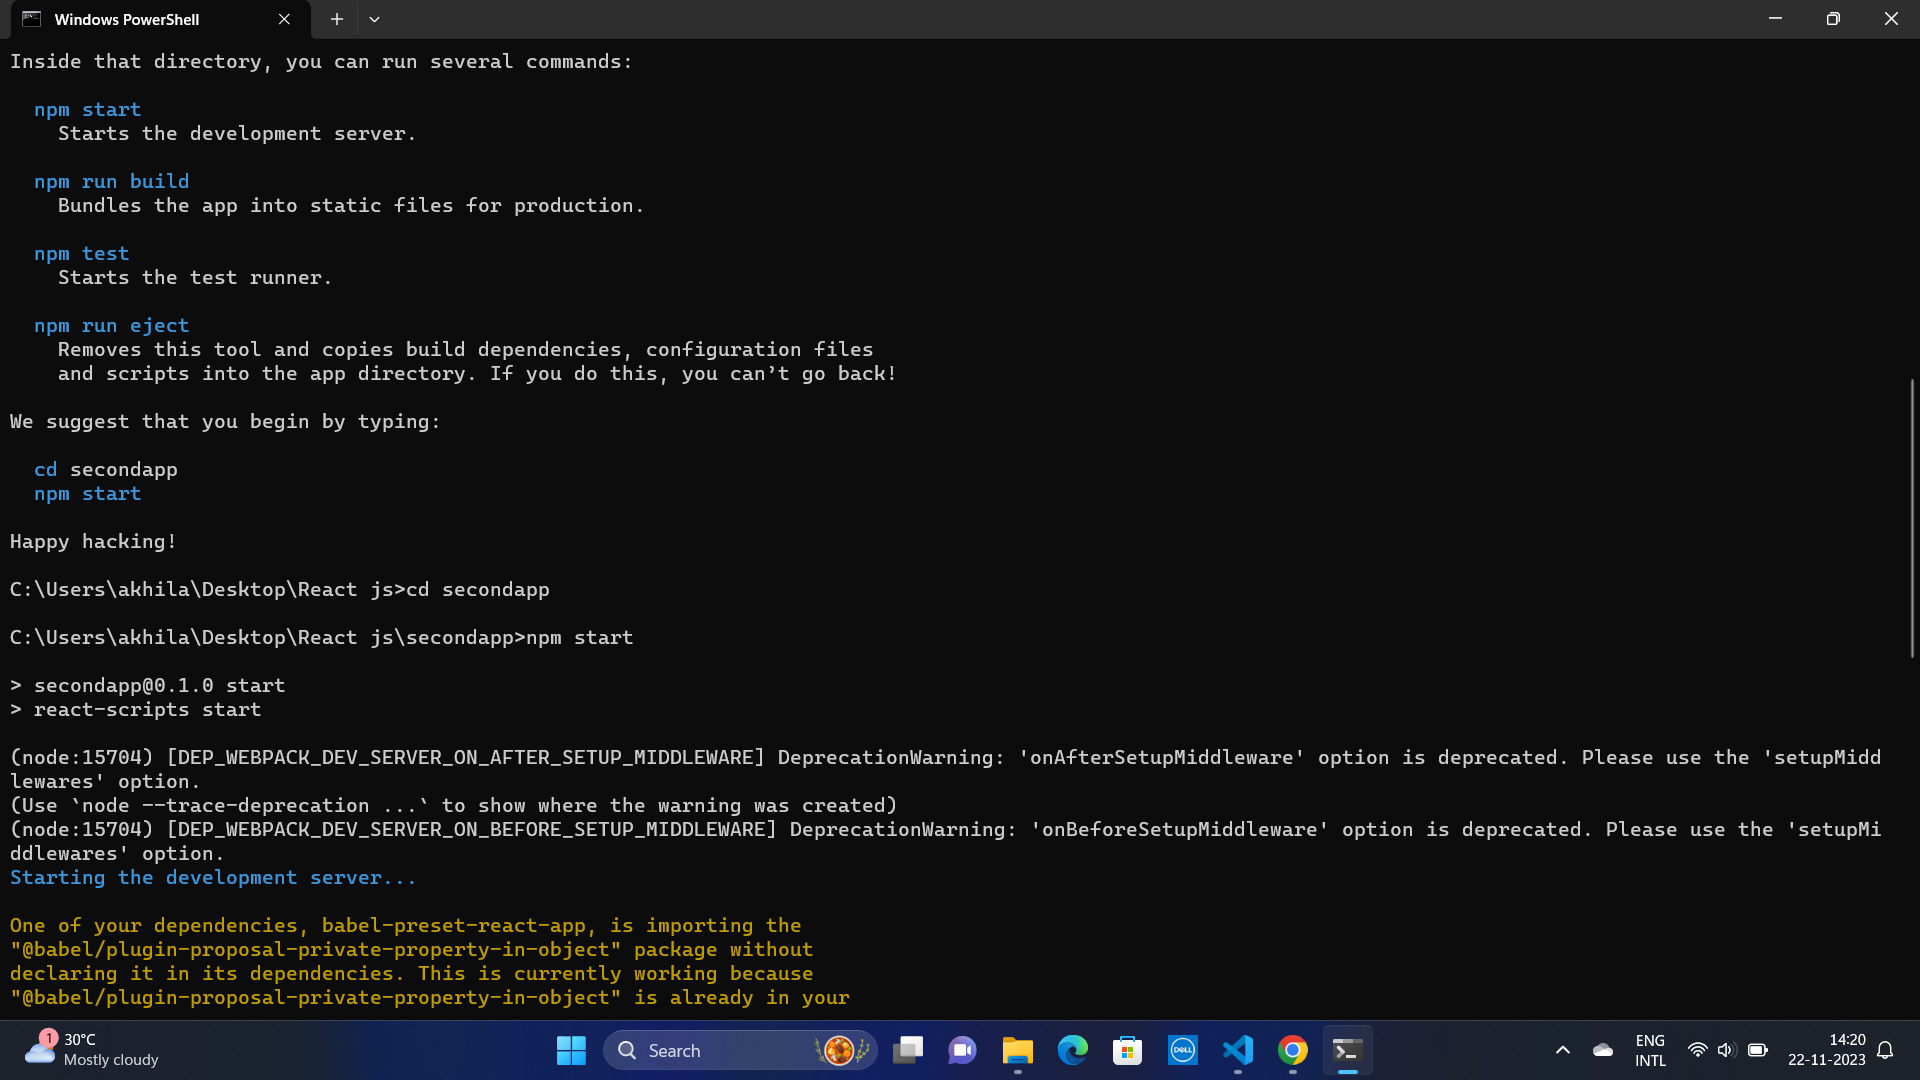 Windows PowerShell
Inside that directory, you can run several commands:
npm start
Starts the development server.
npm run build
Bundles the app into static files for production.
npm test
Starts the test runner.
npm run eject
Removes this tool and copies build dependencies, configuration files
and scripts into the app directory. If you do this, you can’t go back!
We suggest that you begin by typing:
cd secondapp
npm start
Happy hacking!
C:\Users\akhila\Desktop\React js>cd secondapp
C:\Users\akhila\Desktop\React js\secondapp>npm start
> secondapp@0.1.0 start
> react-scripts start
(node:15704) [DEP_WEBPACK_DEV_SERVER_ON_AFTER_SETUP_MIDDLEWARE] DeprecationWarning: 'onAfterSetupMiddleware' option is deprecated. Please use the 'setupMidd
lewares' option.
(Use `node --trace-deprecation ...` to show where the warning was created)
(node:15704) [DEP_WEBPACK_DEV_SERVER_ON_BEFORE_SETUP_MIDDLEWARE] DeprecationWarning: 'onBeforeSetupMiddleware' option is deprecated. Please use the 'setupMi
ddlewares' option.
Starting the development server...
One of your dependencies, babel-preset-react-app, is importing the
"@babel/plugin-proposal-private-property-in-object" package without
declaring it in its dependencies. This is currently working because
"@babel/plugin-proposal-private-property-in-object" is already in your
1
30°C
Mostly cloudy
Search
DELL
ENG
INTL
14:20
22-11-2023